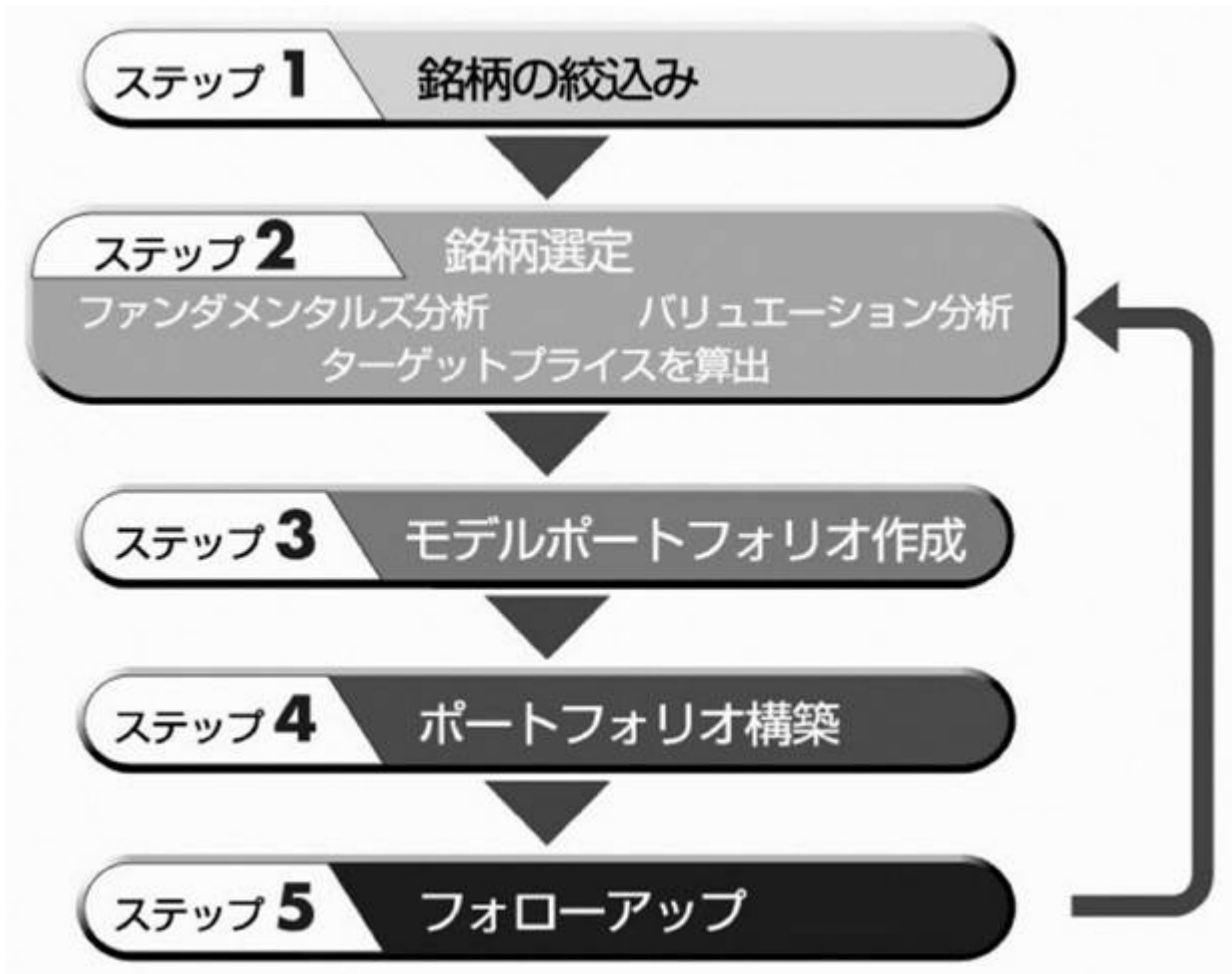 ステップ 1 銘柄の絞込み
ステップ 2 銘柄選定
ファンダメンタルズ分析 バリュエーション分析
ターゲットプライスを算出
ステップ 3 モデルポートフォリオ作成
ステップ 4 ポートフォリオ構築
ステップ 5 フォローアップ